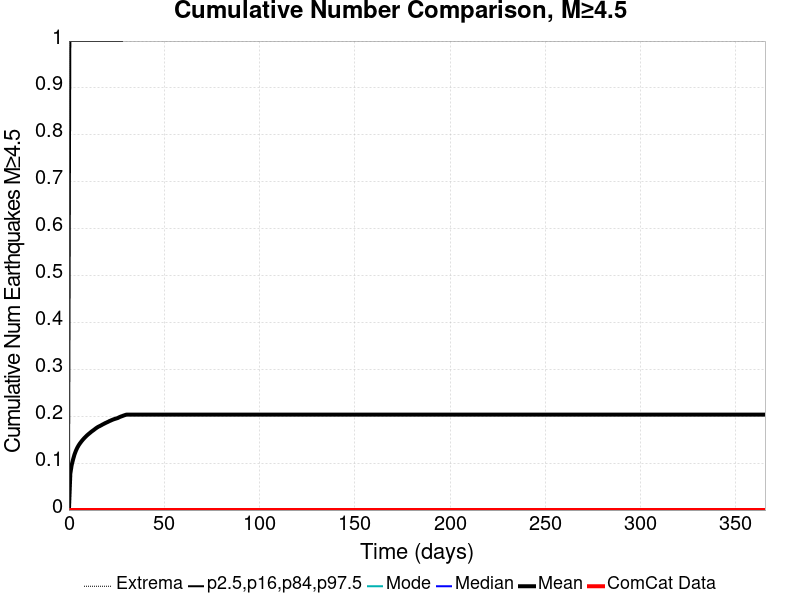 Cumulative Number Comparison, M≥4.5
Cumulative Num Earthquakes M≥4.5
1
0.9
0.8
0.7
0.6
0.5
0.4
0.3
0.2
0.1
0
0 50 100 150 200 250 300 350
Time (days)
Extrema p2.5,p16,p84,p97.5 Mode Median Mean ComCat Data